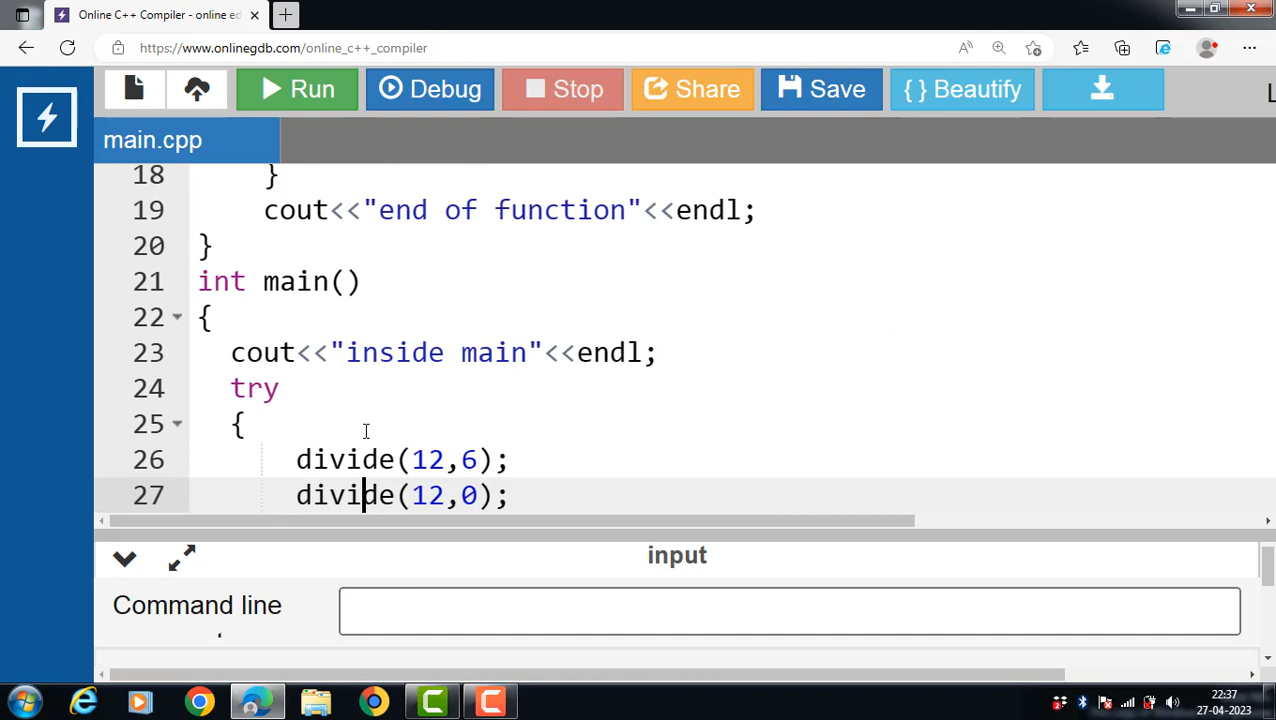 Online C++ Compiler - online edi
https://www.onlinegdb.com/online_c++_compiler
Run Debug Stop Share Save { } Beautify
main.cpp
18 }
19 cout<<"end of function"<<endl;
20 }
21 int main()
22 {
23 cout<<"inside main"<<endl;
24 try
25 {
26 divide(12,6);
27 divide(12,0);
input
Command line
22:37
27-04-2023